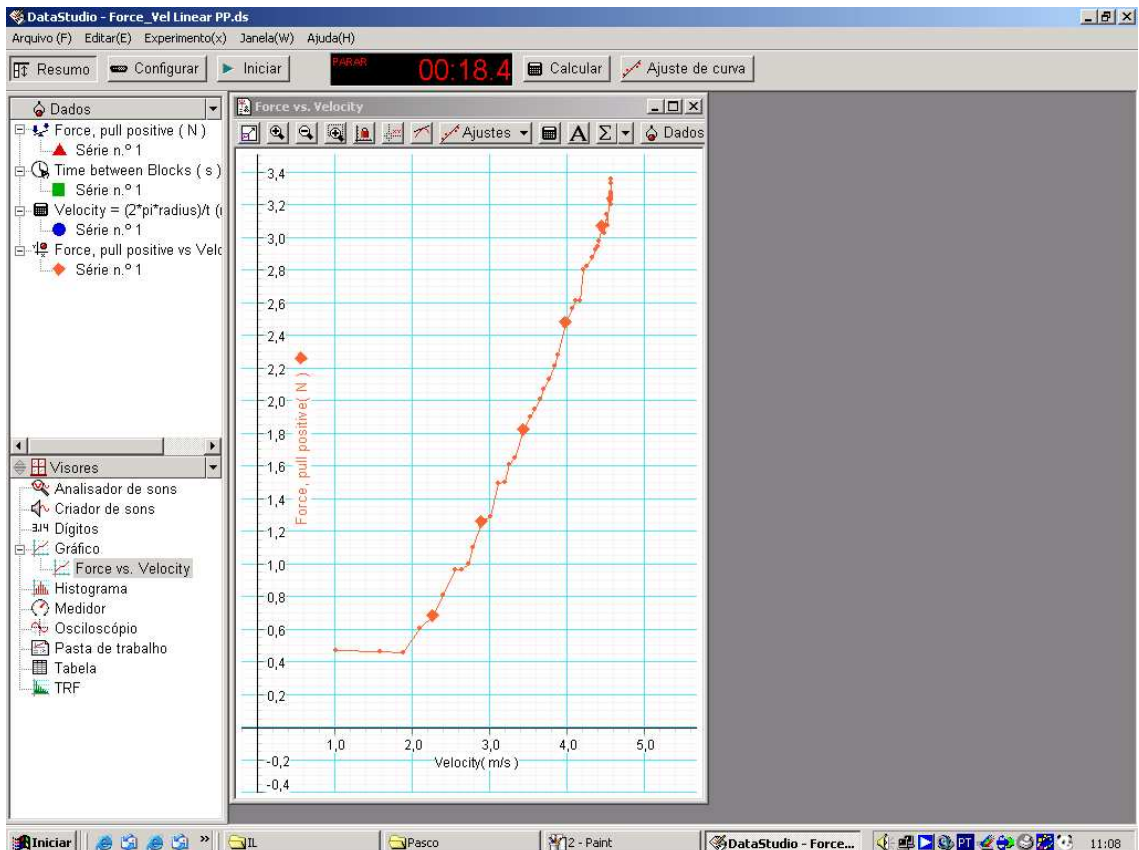 DataStudio - Force_Vel Linear PP.ds
Arquivo (F) Editar(E) Experimento(x) Janela(W) Ajuda(H)
Resumo Configurar Iniciar PARAR 00:18.4 Calcular Ajuste de curva
Dados
Force, pull positive ( N )
Série n.º 1
Time between Blocks ( s )
Série n.º 1
Velocity = (2*pi*radius)/t (
Série n.º 1
Force, pull positive vs Velo
Série n.º 1
Visores
Analisador de sons
Criador de sons
3.14 Dígitos
Gráfico
Force vs. Velocity
Histograma
Medidor
Osciloscópio
Pasta de trabalho
Tabela
TRF
Force vs. Velocity
Ajustes A Σ Dados
3,4
3,2
3,0
2,8
2,6
2,4
2,2
2,0
1,8
1,6
1,4
1,2
1,0
0,8
0,6
0,4
0,2
-0,2
-0,4
Force, pull positive( N )
1,0 2,0 3,0 4,0 5,0
Velocity( m/s )
Iniciar » IL Pasco 2 - Paint DataStudio - Force... PT 11:08